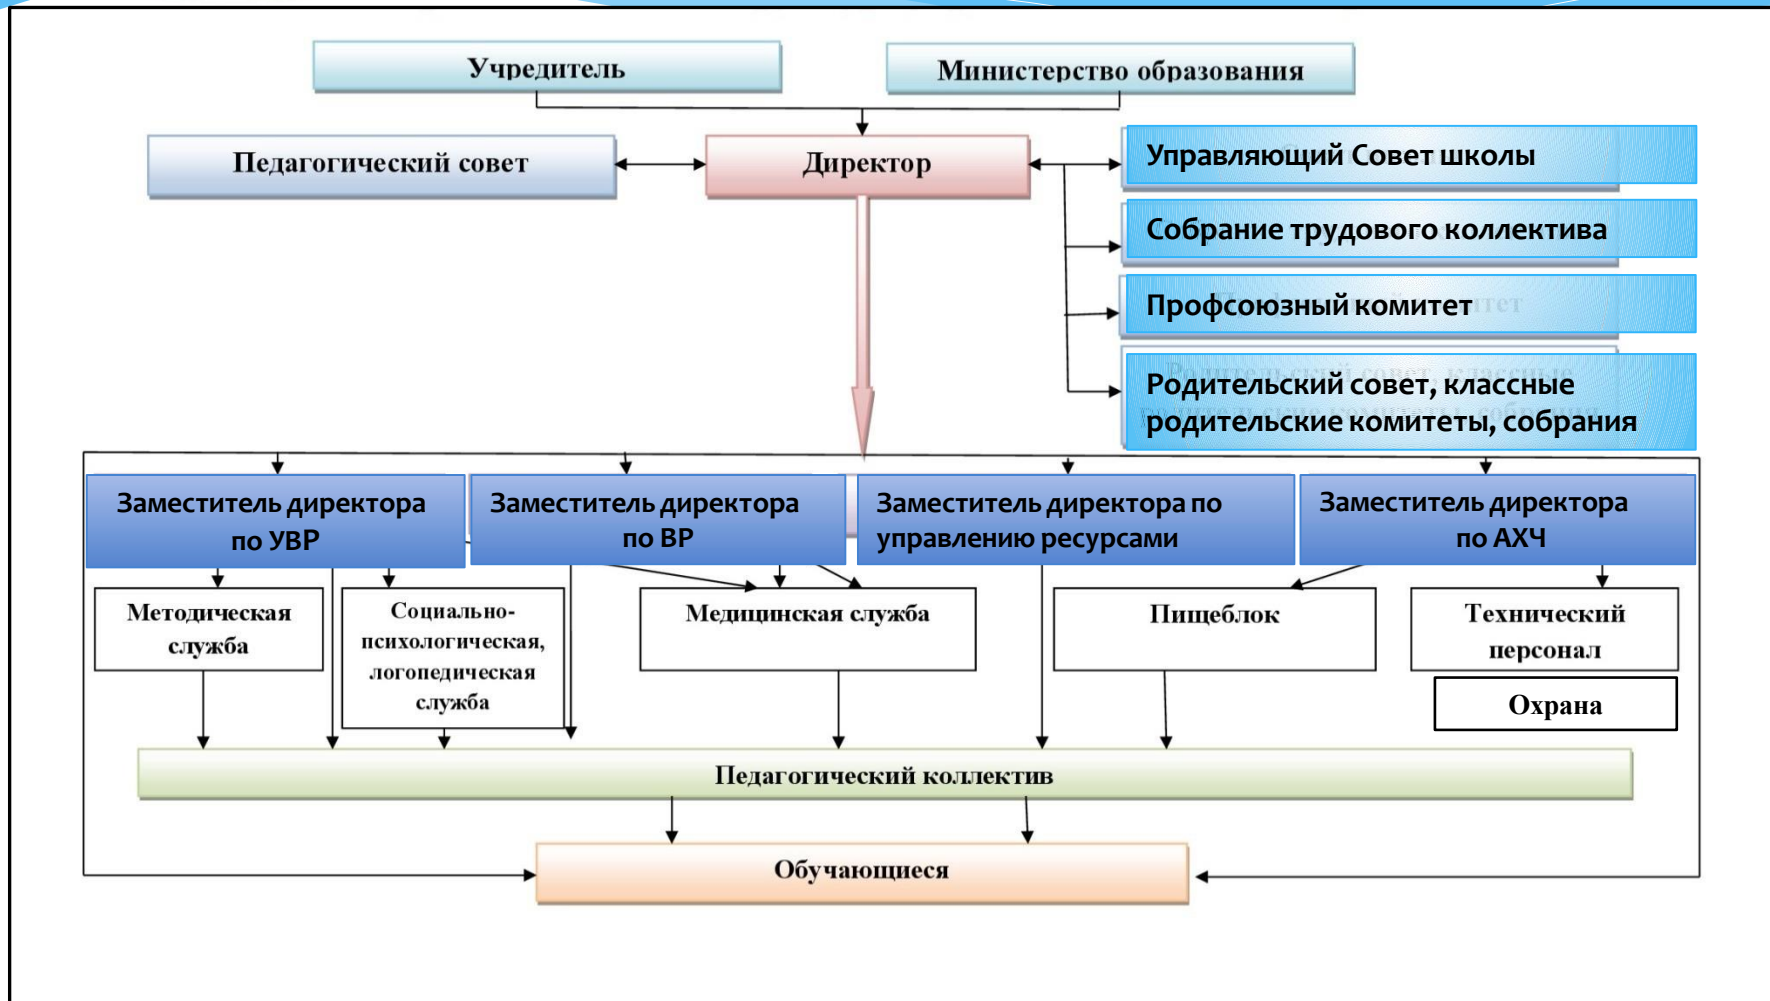 Учредитель
Министерство образования
Педагогический совет
Директор
Управляющий Совет школы
Собрание трудового коллектива
Профсоюзный комитет
Родительский совет, классные
родительские комитеты, собрания
Заместитель директора
по УВР
Заместитель директора
по ВР
Заместитель директора по
управлению ресурсами
Заместитель директора
по АХЧ
Методическая
служба
Социально-
психологическая,
логопедическая
служба
Медицинская служба
Пищеблок
Технический
персонал
Охрана
Педагогический коллектив
Обучающиеся